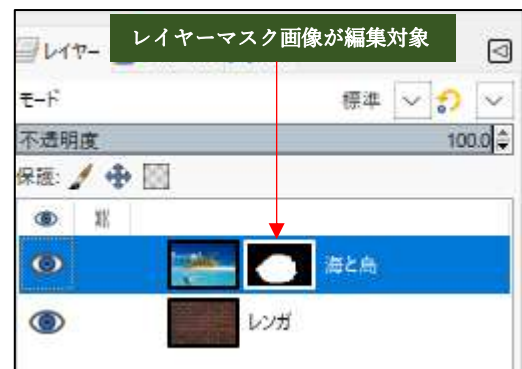 レイヤーマスク画像が編集対象
レイヤー
モード 標準
不透明度 100.0
保護:
海と島
レンガ